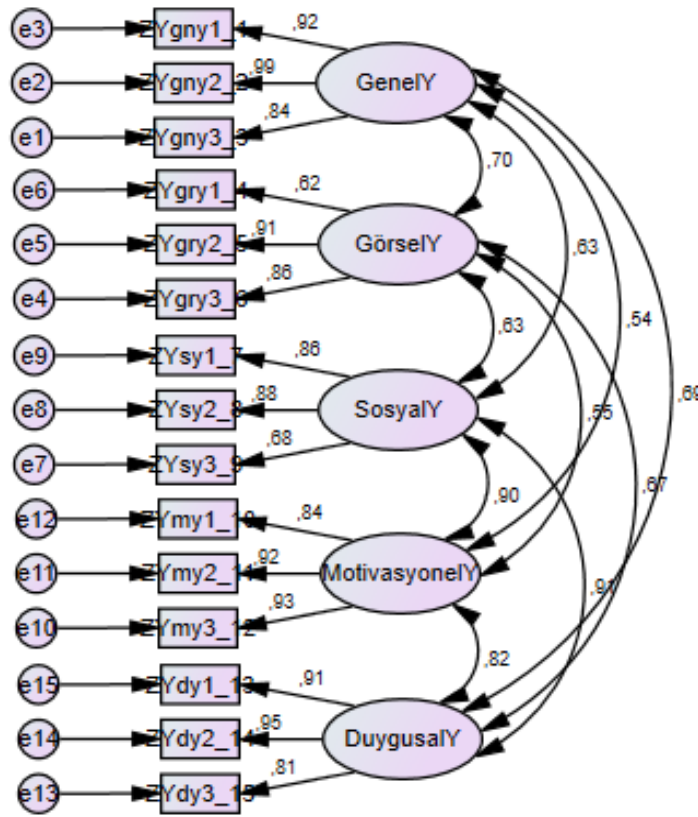 e3
ZYgny1_1
,92
e2
ZYgny2_2
,99
GenelY
e1
ZYgny3_3
,84
,70
e6
ZYgry1_4
,62
e5
ZYgry2_5
,91
GörselY
,63
e4
ZYgry3_6
,86
,63
,54
e9
ZYsy1_7
,86
,69
e8
ZYsy2_8
,88
SosyalY
,55
e7
ZYsy3_9
,68
,67
e12
ZYmy1_10
,84
,90
e11
ZYmy2_11
,92
MotivasyonelY
,91
e10
ZYmy3_12
,93
,82
e15
ZYdy1_13
,91
e14
ZYdy2_14
,95
DuygusalY
e13
ZYdy3_15
,81